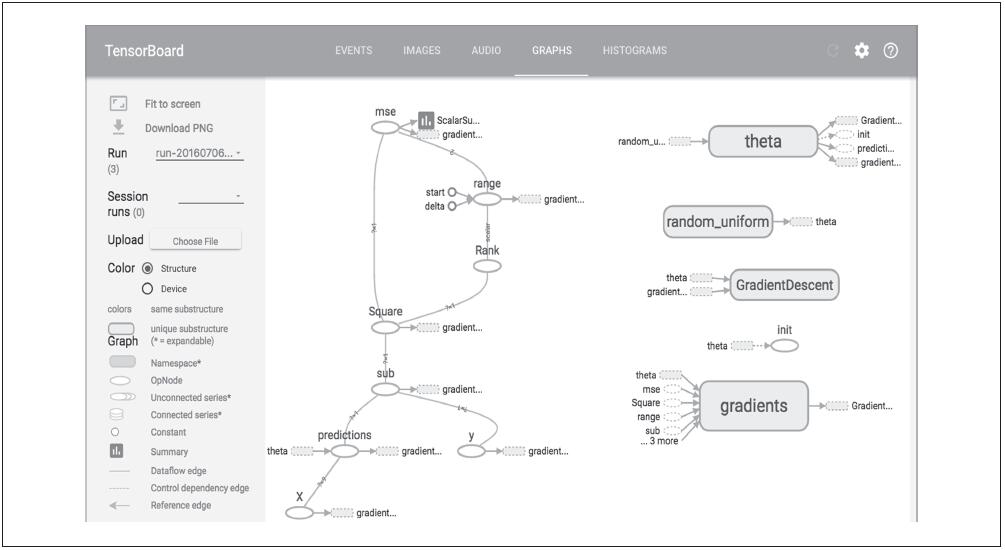 TensorBoard
EVENTS IMAGES AUDIO GRAPHS HISTOGRAMS
Fit to screen
Download PNG
Run run-20160706...
(3)
Session
runs (0)
Upload Choose File
Color Structure
Device
colors same substructure
unique substructure
Graph (* = expandable)
Namespace*
OpNode
Unconnected series*
Connected series*
Constant
Summary
Dataflow edge
Control dependency edge
Reference edge
mse
ScalarSu...
gradient...
range
start
delta
gradient...
scalar
Rank
Square
gradient...
sub
gradient...
predictions
theta
gradient...
y
gradient...
X
gradient...
random_u...
theta
Gradient...
init
predicti...
gradient...
random_uniform
theta
theta
gradient...
GradientDescent
init
theta
theta
mse
Square
range
sub
... 3 more
gradients
Gradient...